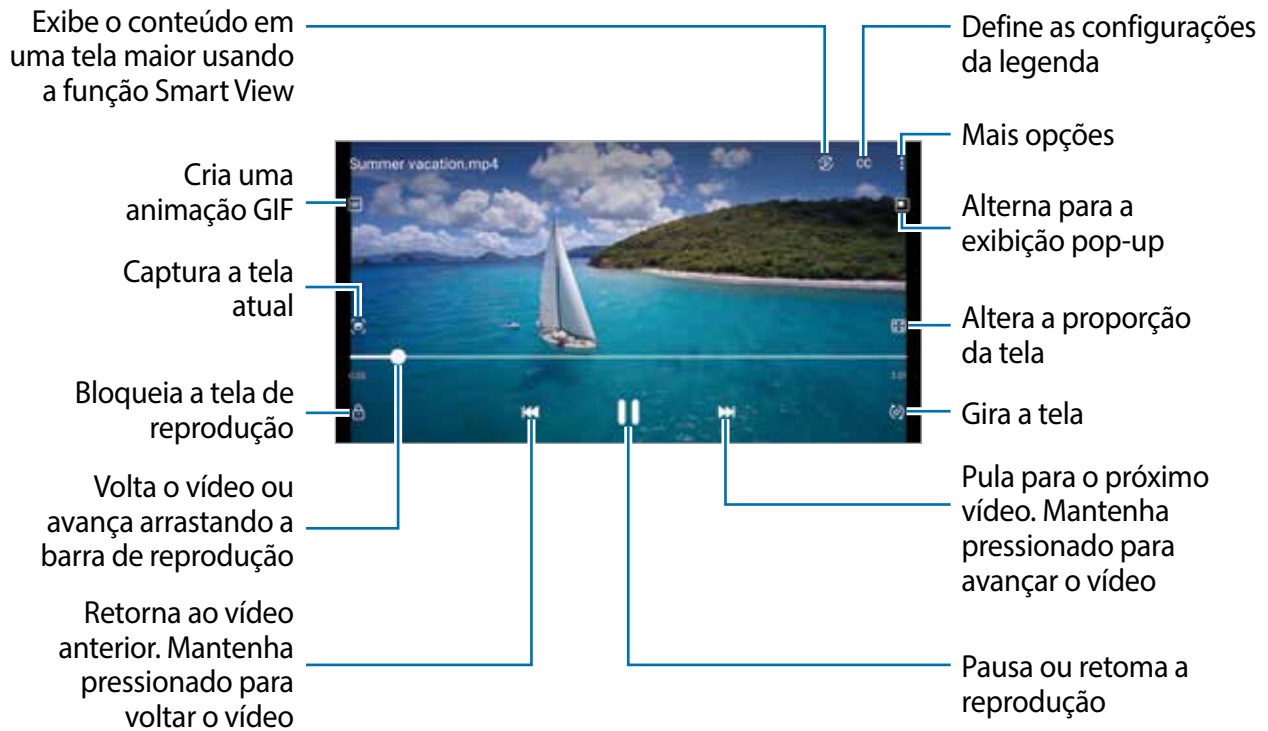 Exibe o conteúdo em
uma tela maior usando
a função Smart View
Cria uma
animação GIF
Captura a tela
atual
Bloqueia a tela de
reprodução
Volta o vídeo ou
avança arrastando a
barra de reprodução
Retorna ao vídeo
anterior. Mantenha
pressionado para
voltar o vídeo
Summer vacation.mp4
CC
Define as configurações
da legenda
Mais opções
Alterna para a
exibição pop-up
Altera a proporção
da tela
Gira a tela
Pula para o próximo
vídeo. Mantenha
pressionado para
avançar o vídeo
Pausa ou retoma a
reprodução